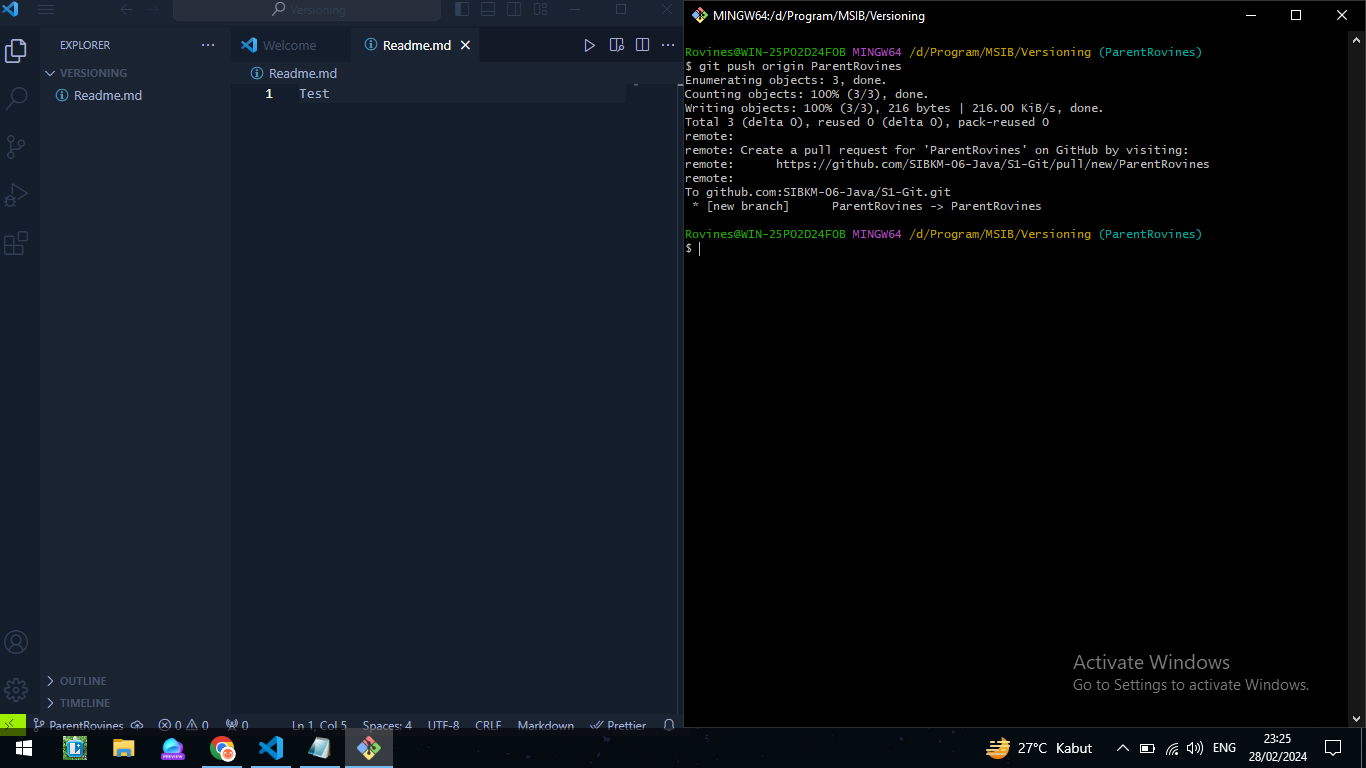 Versioning
EXPLORER
VERSIONING
Readme.md
Welcome
Readme.md
Readme.md
1 Test
OUTLINE
TIMELINE
ParentRovines
0 0
0
Ln 1, Col 5
Spaces: 4
UTF-8
CRLF
Markdown
Prettier
MINGW64:/d/Program/MSIB/Versioning
Rovines@WIN-25PO2D24FOB MINGW64 /d/Program/MSIB/Versioning (ParentRovines)
$ git push origin ParentRovines
Enumerating objects: 3, done.
Counting objects: 100% (3/3), done.
Writing objects: 100% (3/3), 216 bytes | 216.00 KiB/s, done.
Total 3 (delta 0), reused 0 (delta 0), pack-reused 0
remote:
remote: Create a pull request for 'ParentRovines' on GitHub by visiting:
remote:      https://github.com/SIBKM-06-Java/S1-Git/pull/new/ParentRovines
remote:
To github.com:SIBKM-06-Java/S1-Git.git
 * [new branch]      ParentRovines -> ParentRovines
Rovines@WIN-25PO2D24FOB MINGW64 /d/Program/MSIB/Versioning (ParentRovines)
$
Activate Windows
Go to Settings to activate Windows.
PREVIEW
27°C Kabut
ENG
23:25
28/02/2024